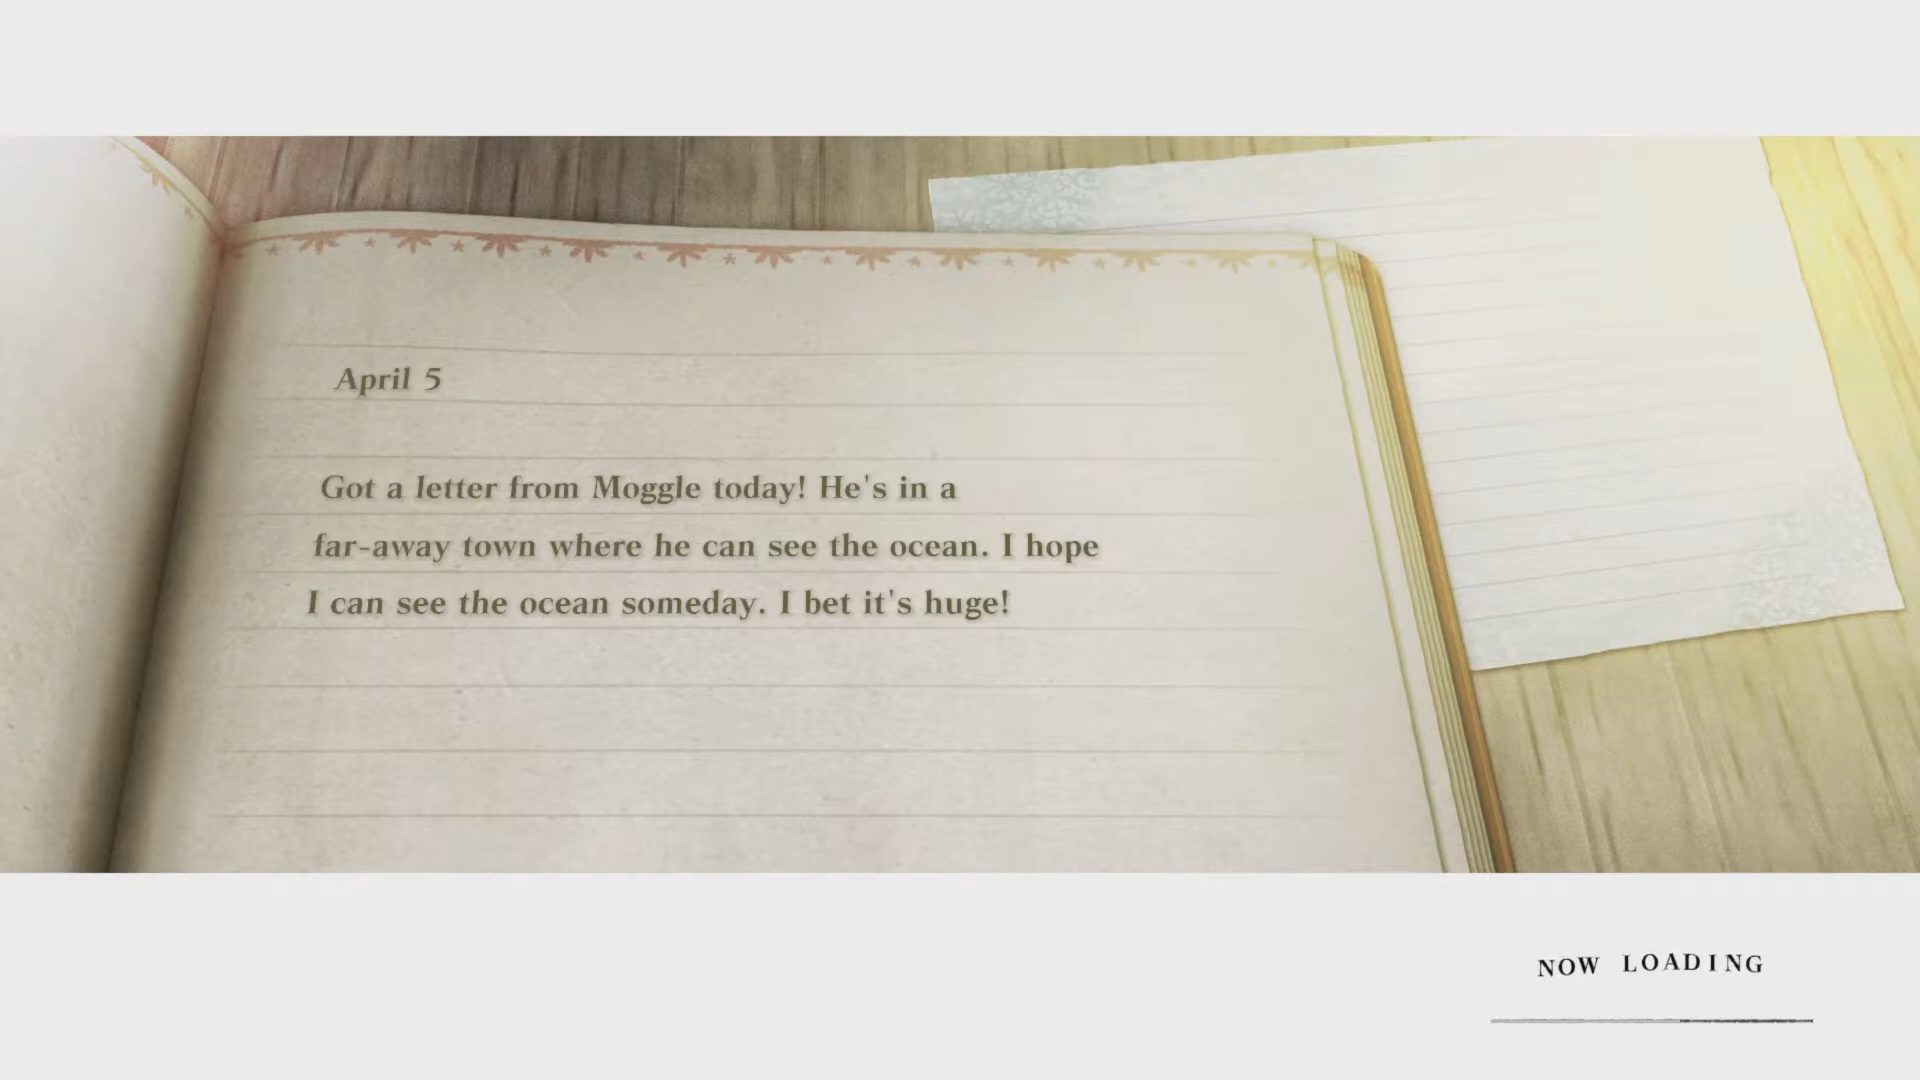 April 5
Got a letter from Moggle today! He's in a
far-away town where he can see the ocean. I hope
I can see the ocean someday. I bet it's huge!
NOW LOADING